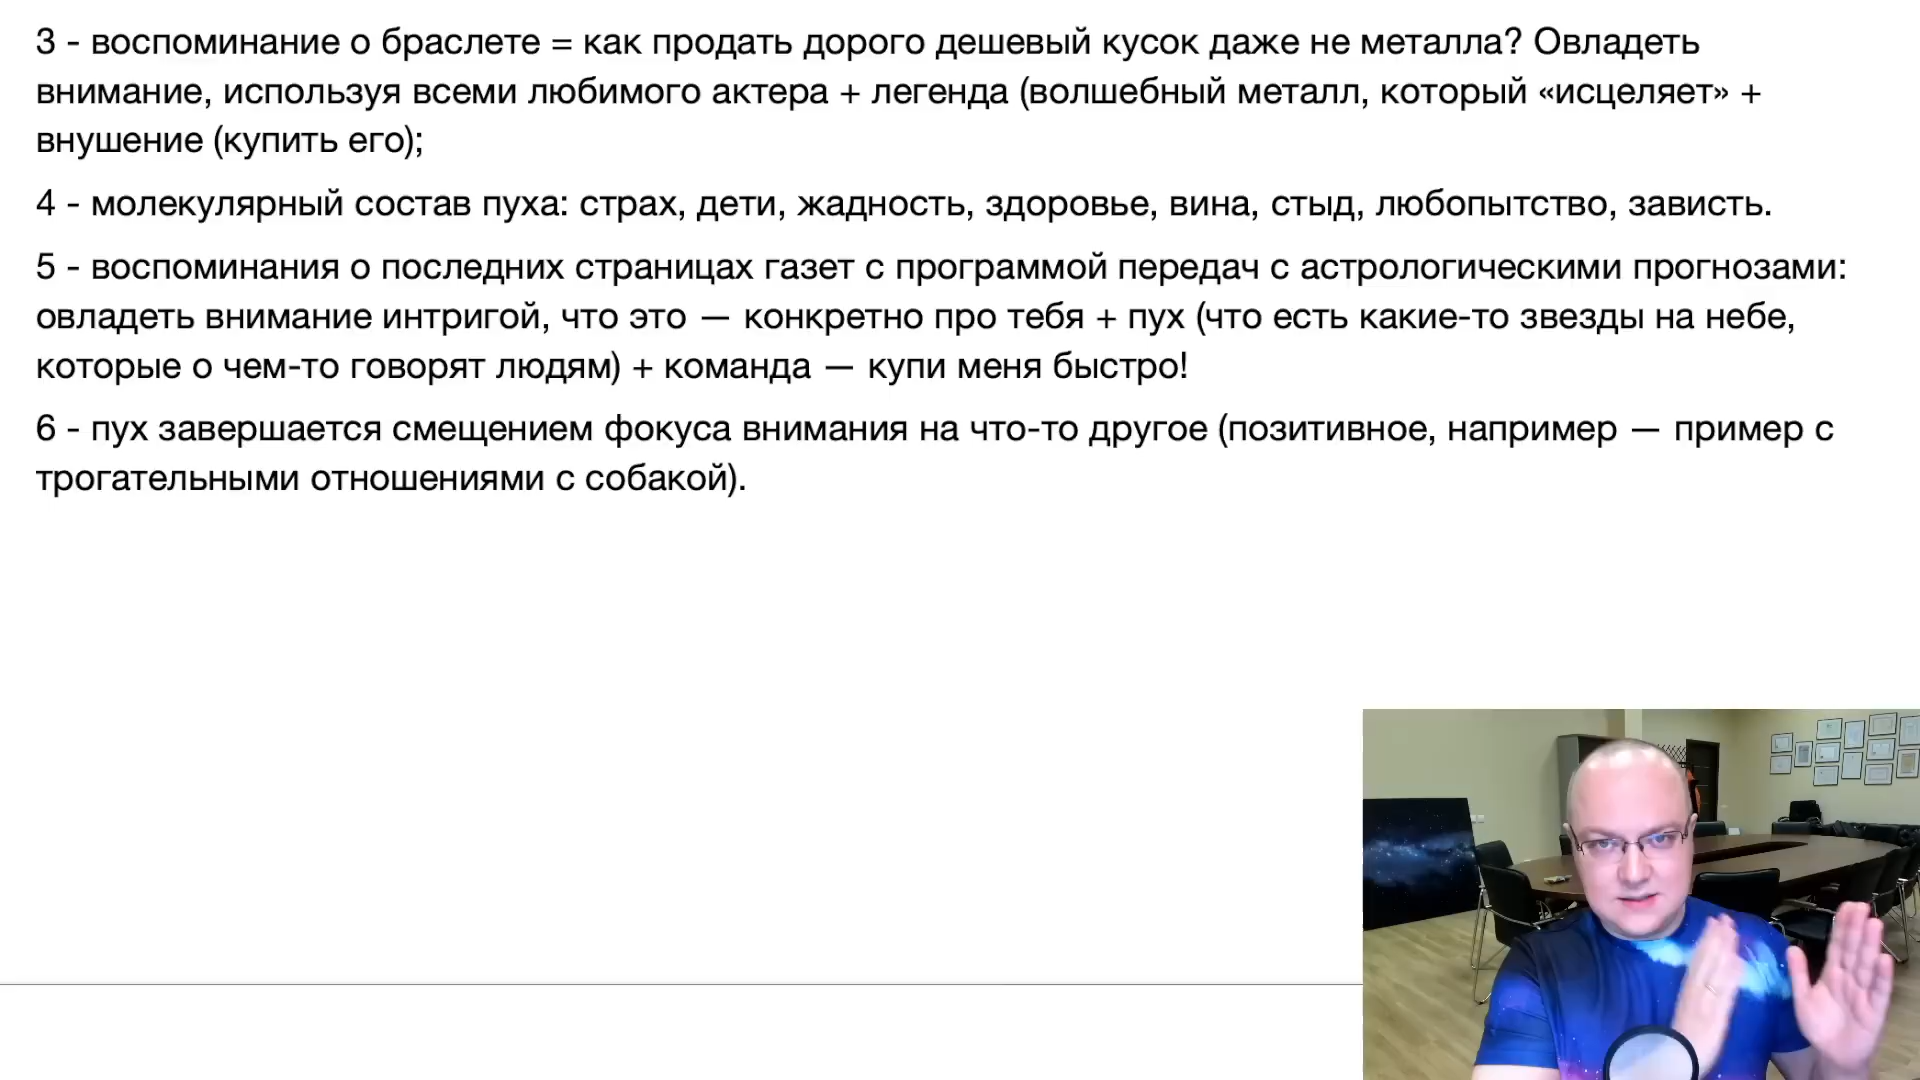 3 - воспоминание о браслете = как продать дорого дешевый кусок даже не металла? Овладеть
внимание, используя всеми любимого актера + легенда (волшебный металл, который «исцеляет» +
внушение (купить его);
4 - молекулярный состав пуха: страх, дети, жадность, здоровье, вина, стыд, любопытство, зависть.
5 - воспоминания о последних страницах газет с программой передач с астрологическими прогнозами:
овладеть внимание интригой, что это — конкретно про тебя + пух (что есть какие-то звезды на небе,
которые о чем-то говорят людям) + команда — купи меня быстро!
6 - пух завершается смещением фокуса внимания на что-то другое (позитивное, например — пример с
трогательными отношениями с собакой).